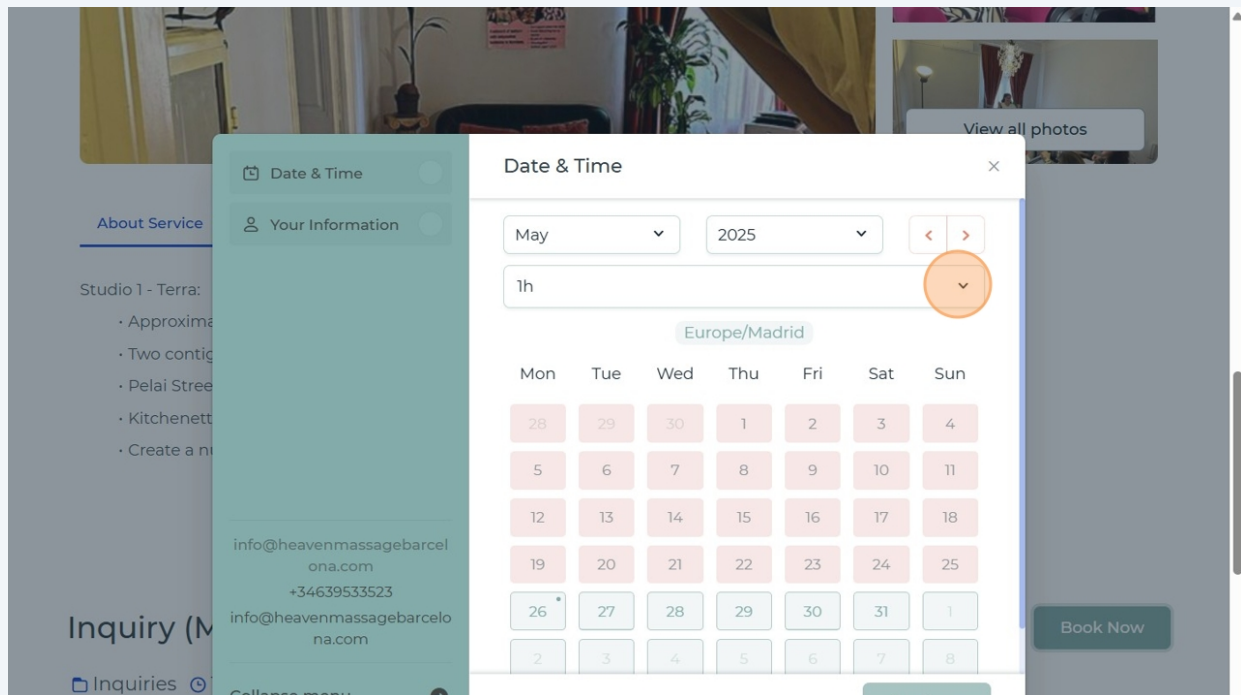 View all photos
Date & Time
Your Information
Date & Time
May
2025
1h
Europe/Madrid
Mon Tue Wed Thu Fri Sat Sun
28 29 30 1 2 3 4
5 6 7 8 9 10 11
12 13 14 15 16 17 18
19 20 21 22 23 24 25
26 27 28 29 30 31 1
2 3 4 5 6 7 8
info@heavenmassagebarcel
ona.com
+34639533523
info@heavenmassagebarcelo
na.com
Collapse menu
About Service
Studio 1 - Terra:
• Approxima
• Two contig
• Pelai Stree
• Kitchenett
• Create a nu
Inquiry (M
Inquiries
Book Now